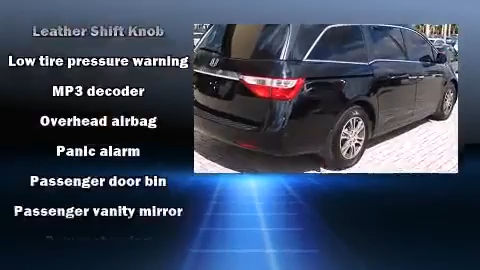 Leather Shift Knob
Low tire pressure warning
MP3 decoder
Overhead airbag
Panic alarm
Passenger door bin
Passenger vanity mirror